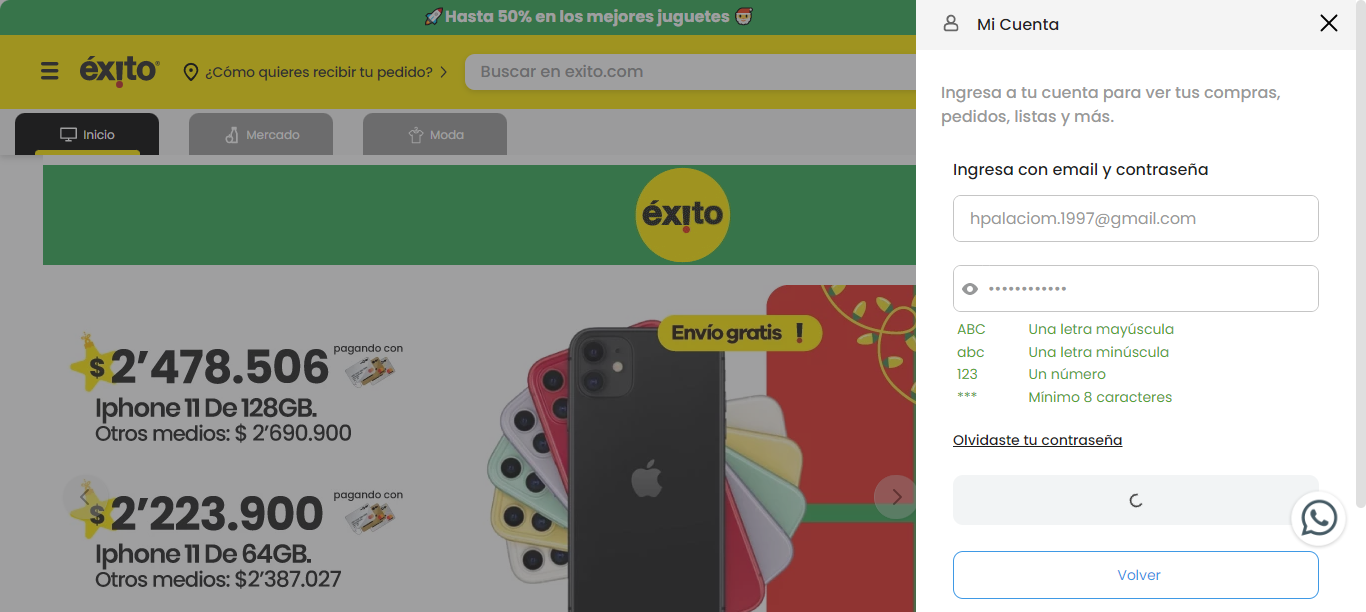 🚀 Hasta 50% en los mejores juguetes 🎅
Mi Cuenta
éxito
¿Cómo quieres recibir tu pedido?
Buscar en exito.com
Inicio
Mercado
Moda
Ingresa a tu cuenta para ver tus compras,
pedidos, listas y más.
Ingresa con email y contraseña
éxito
hpalaciom.1997@gmail.com
••••••••••••
ABC Una letra mayúscula
abc Una letra minúscula
123 Un número
*** Mínimo 8 caracteres
Olvidaste tu contraseña
Volver
Envío gratis !
$ 2’478.506
pagando con
Iphone 11 De 128GB.
Otros medios: $ 2’690.900
$ 2’223.900
pagando con
Iphone 11 De 64GB.
Otros medios: $2’387.027